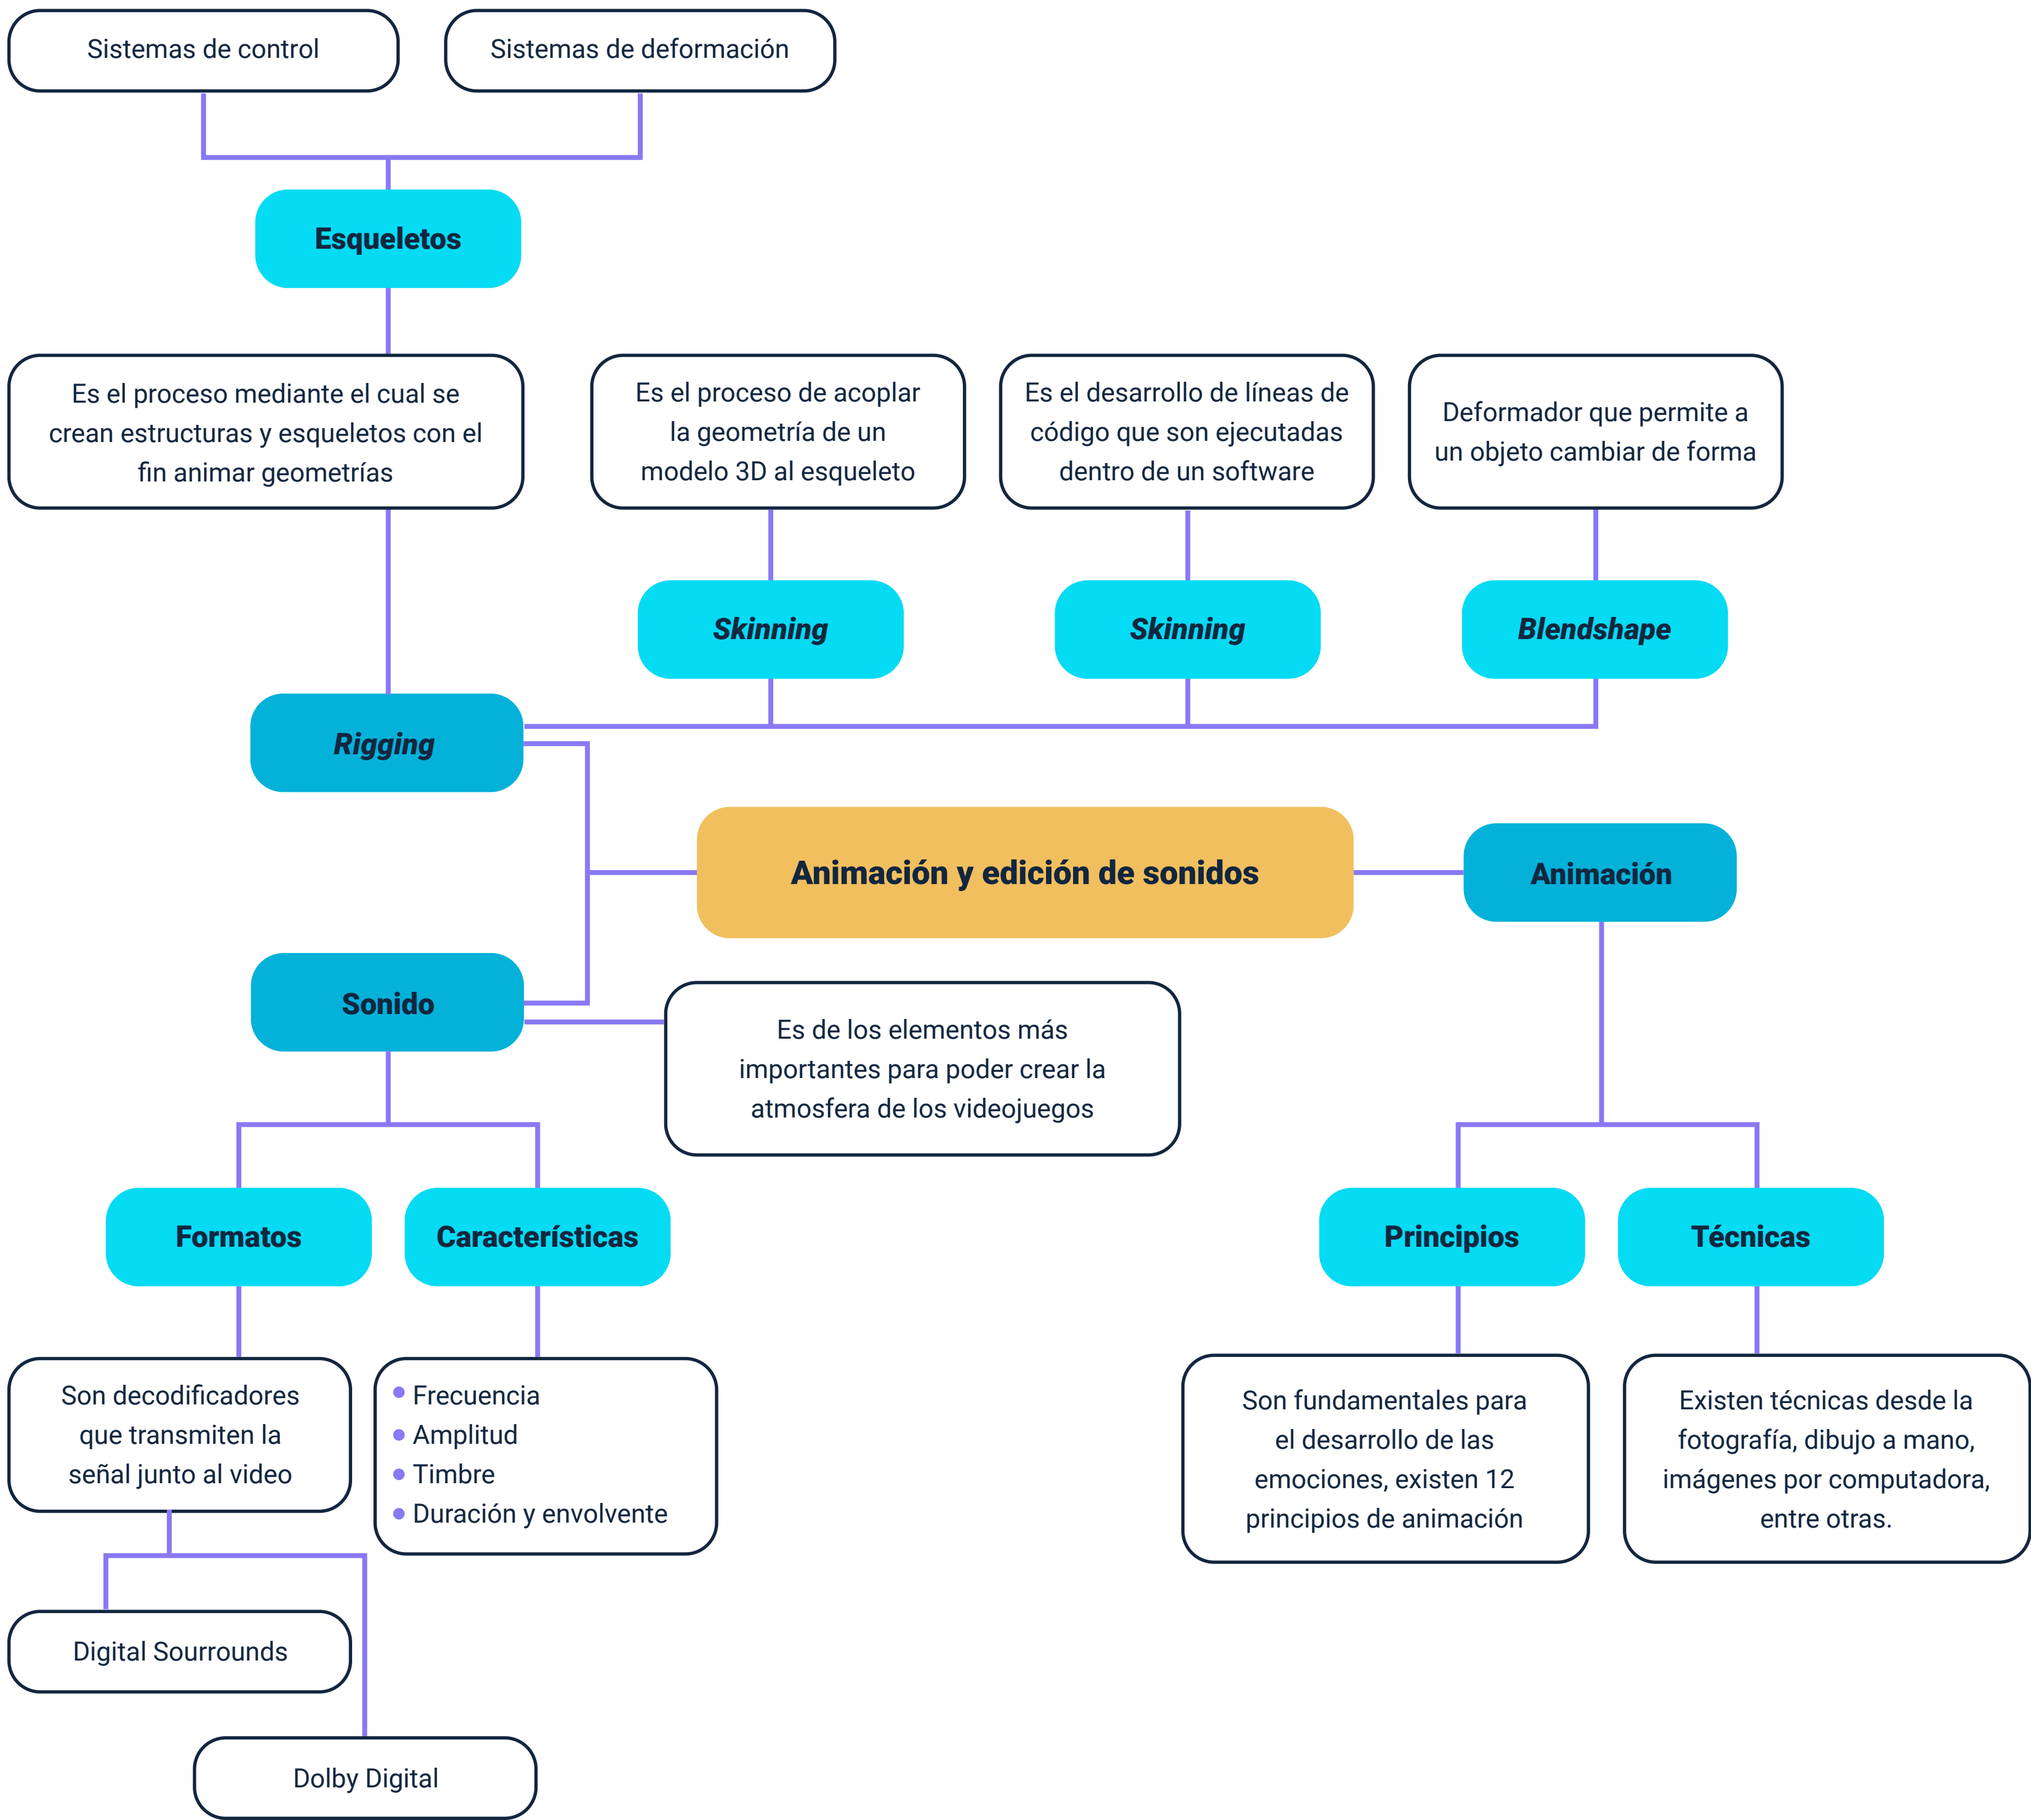 Sistemas de control
Sistemas de deformación
Esqueletos
Es el proceso mediante el cual se
crean estructuras y esqueletos con el
fin animar geometrías
Es el proceso de acoplar
la geometría de un
modelo 3D al esqueleto
Es el desarrollo de líneas de
código que son ejecutadas
dentro de un software
Deformador que permite a
un objeto cambiar de forma
Skinning
Skinning
Blendshape
Rigging
Animación y edición de sonidos
Animación
Sonido
Es de los elementos más
importantes para poder crear la
atmosfera de los videojuegos
Formatos
Características
Principios
Técnicas
Son decodificadores
que transmiten la
señal junto al video
Frecuencia
Amplitud
Timbre
Duración y envolvente
Son fundamentales para
el desarrollo de las
emociones, existen 12
principios de animación
Existen técnicas desde la
fotografía, dibujo a mano,
imágenes por computadora,
entre otras.
Digital Sourrounds
Dolby Digital